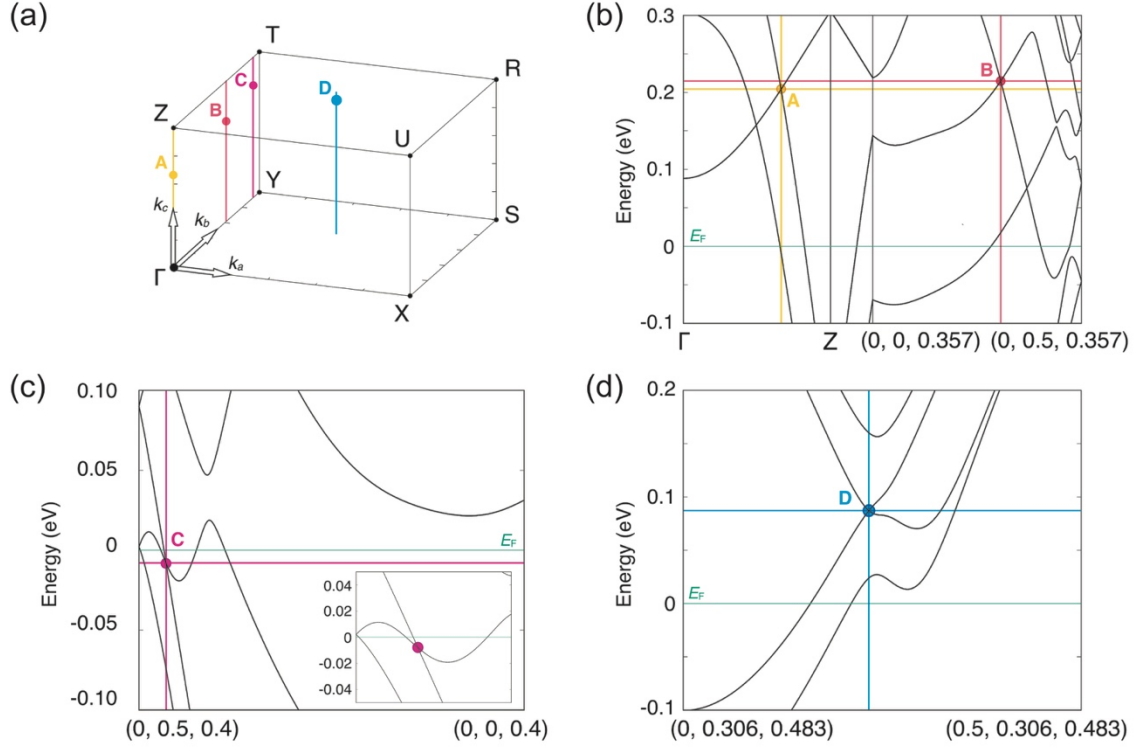 (a)
T
R
C
D
Z
B
U
A
Y
k_c
k_b
S
Γ
k_a
X
(b)
0.3
0.2
0.1
0
-0.1
Energy (eV)
A
B
E_F
Γ
Z
(0, 0, 0.357)
(0, 0.5, 0.357)
(c)
0.10
0.05
0
-0.05
-0.10
Energy (eV)
C
E_F
0.04
0.02
0
-0.02
-0.04
(0, 0.5, 0.4)
(0, 0, 0.4)
(d)
0.2
0.1
0
-0.1
Energy (eV)
D
E_F
(0, 0.306, 0.483)
(0.5, 0.306, 0.483)